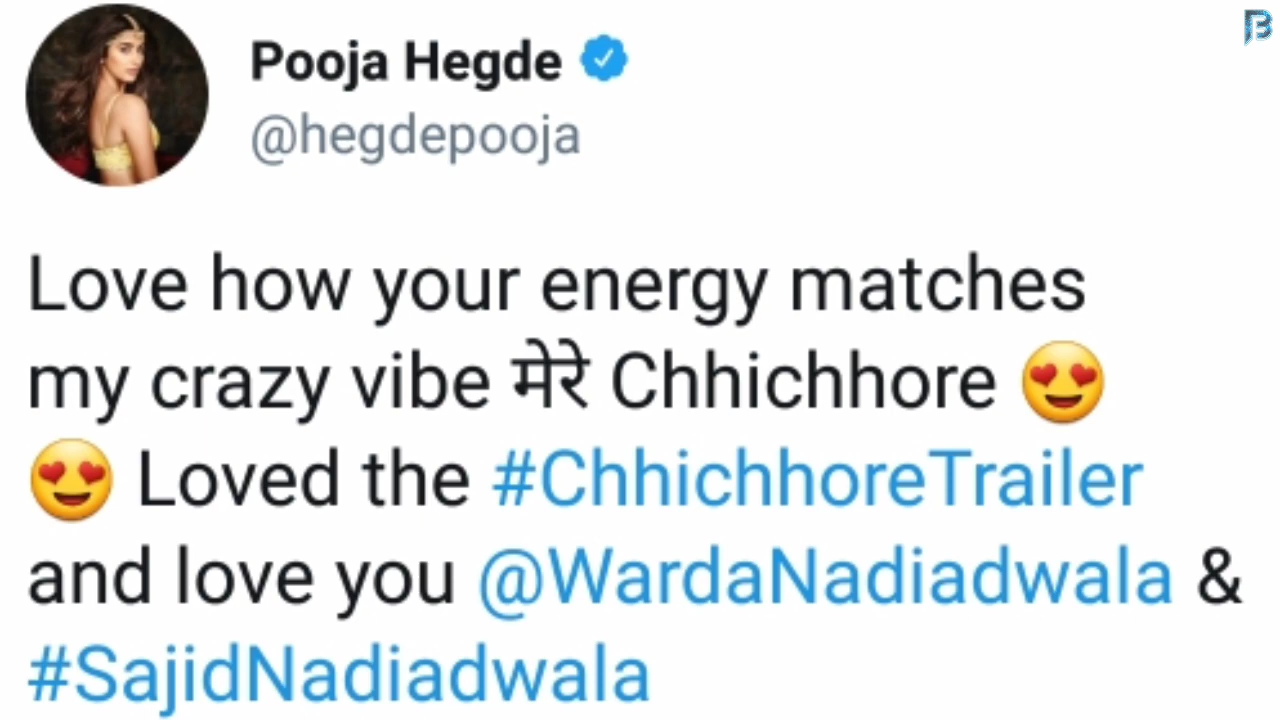 Pooja Hegde
@hegdepooja
Love how your energy matches
my crazy vibe मेरे Chhichhore 😍
😍 Loved the #ChhichhoreTrailer
and love you @WardaNadiadwala &
#SajidNadiadwala